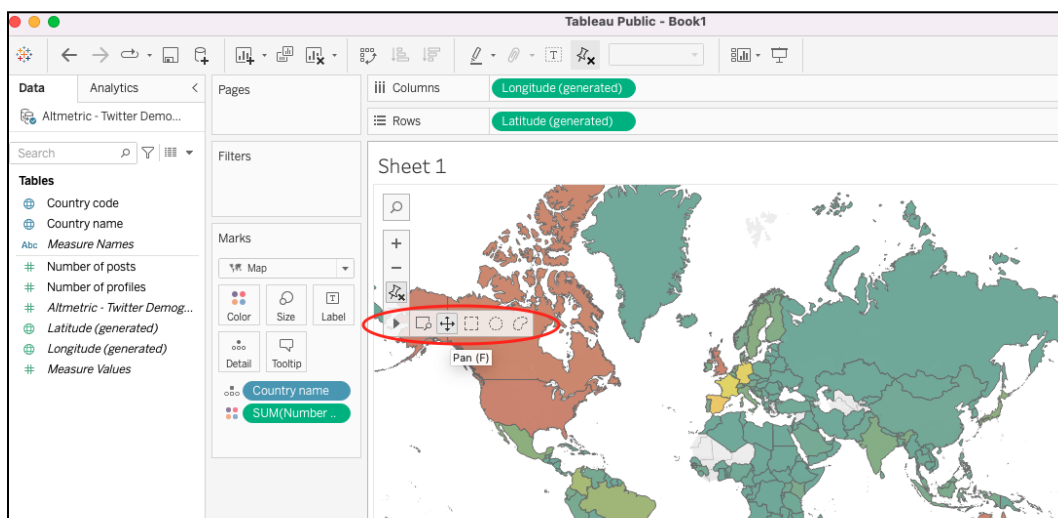 Tableau Public - Book1
Data
Analytics
Pages
iii Columns
Longitude (generated)
Altmetric - Twitter Demo...
Rows
Latitude (generated)
Search
Filters
Sheet 1
Tables
Country code
Country name
Abc Measure Names
Marks
# Number of posts
Map
# Number of profiles
# Altmetric - Twitter Demog...
Color
Size
Label
Latitude (generated)
Longitude (generated)
# Measure Values
Detail
Tooltip
Pan (F)
Country name
SUM(Number ..